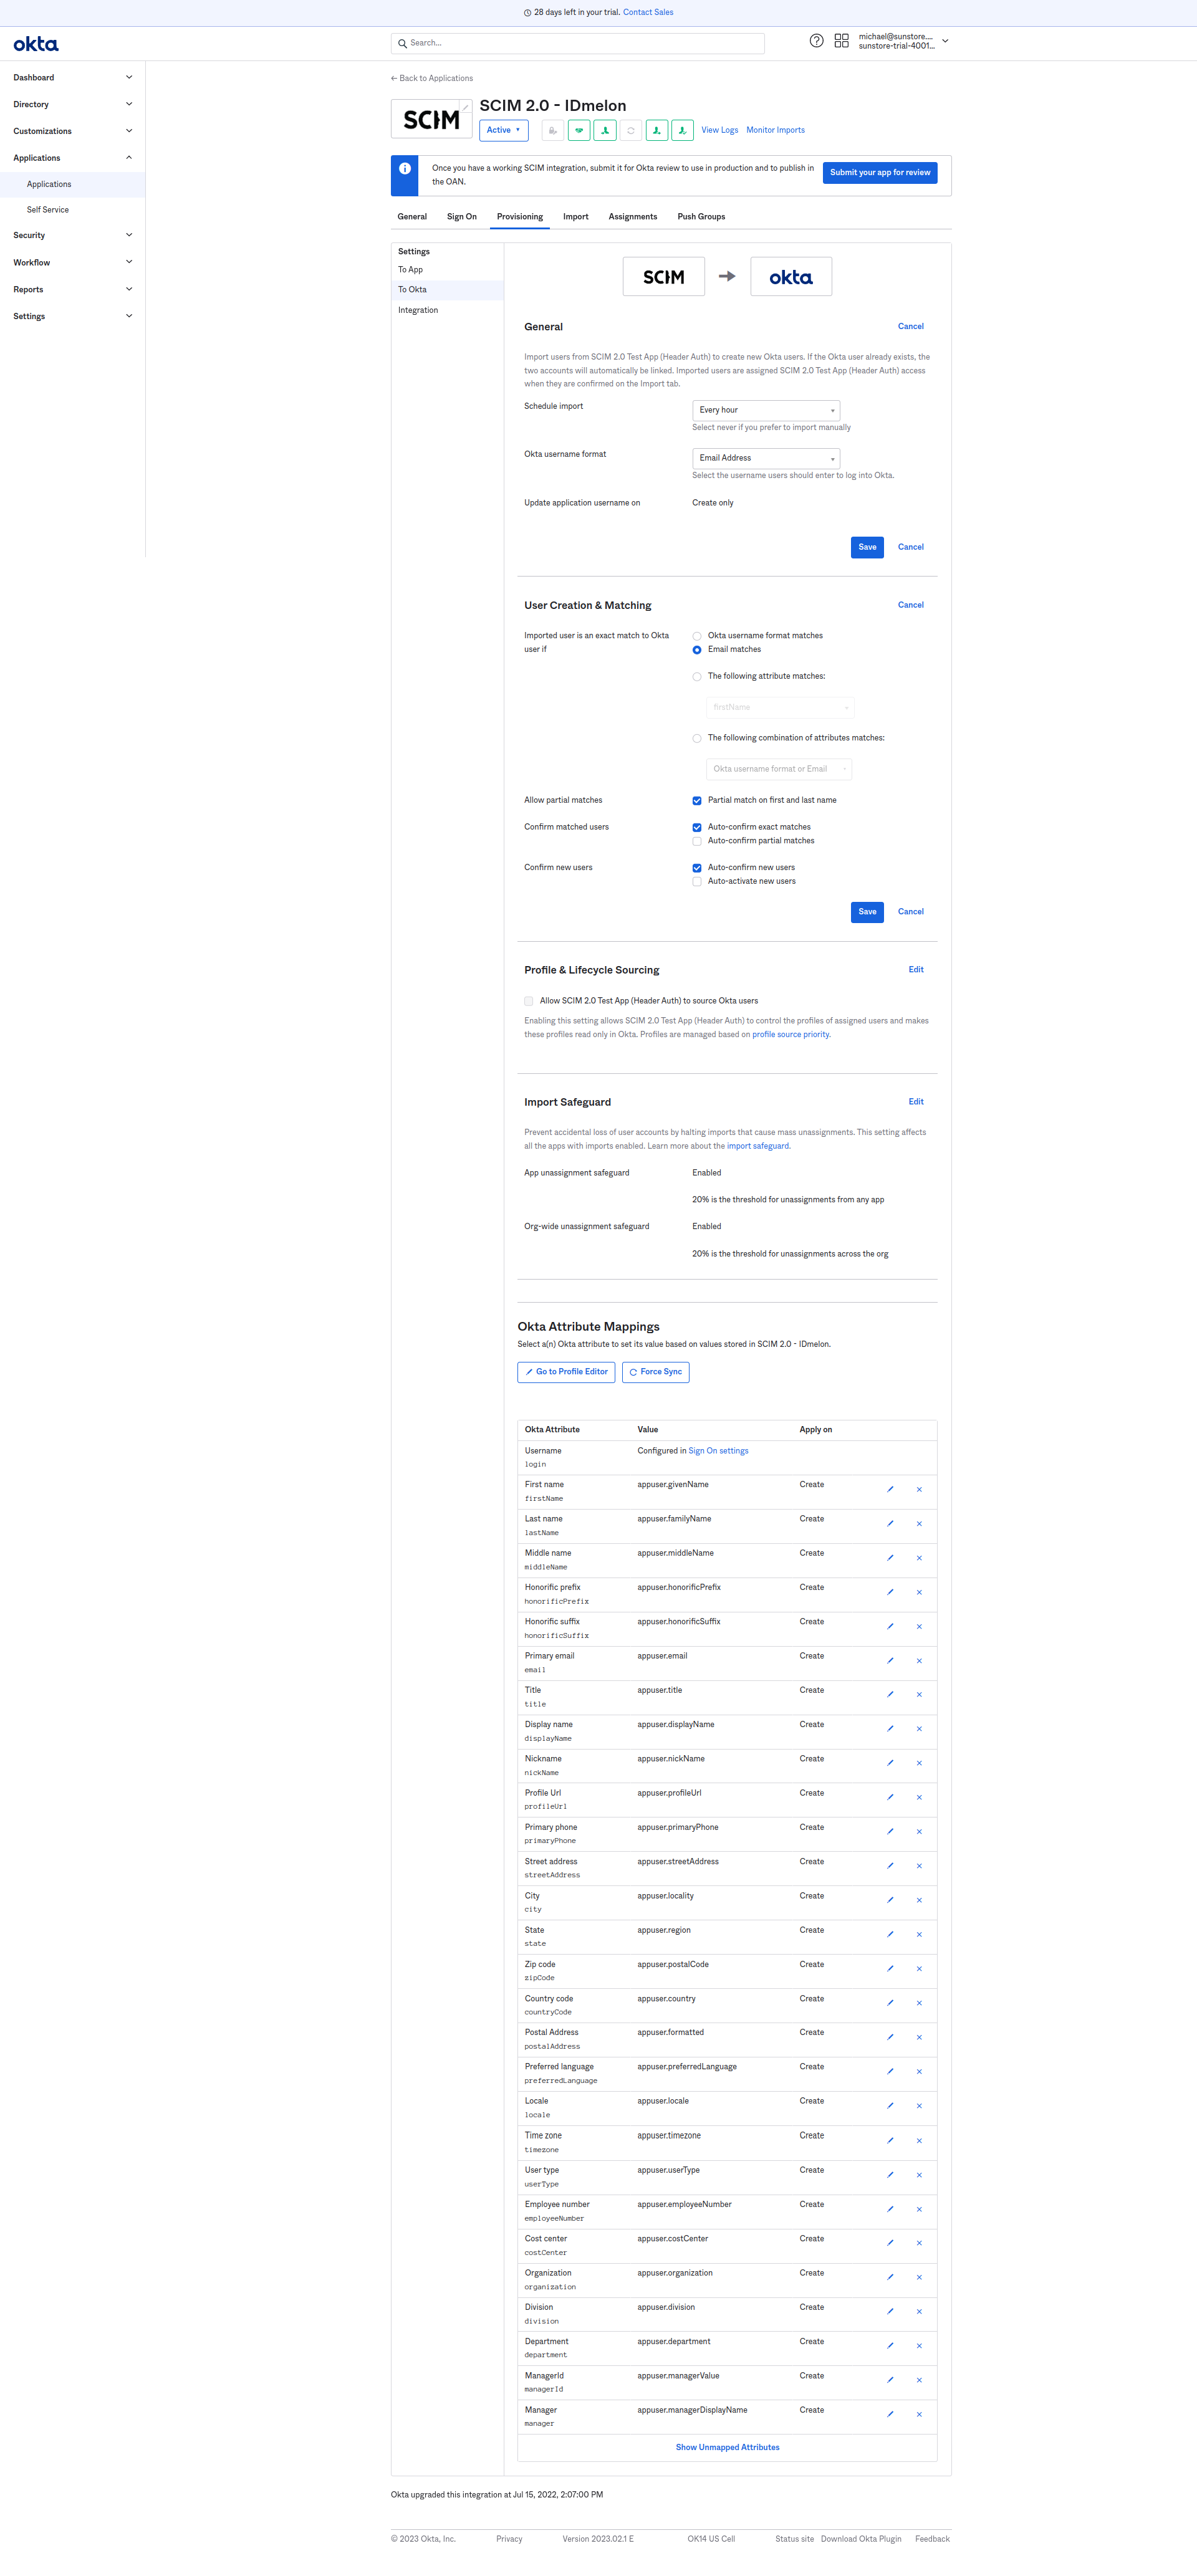 28 days left in your trial. Contact Sales
okta
Search...
michael@sunstore....
sunstore-trial-4001...
Dashboard
Directory
Customizations
Applications
Applications
Self Service
Security
Workflow
Reports
Settings
← Back to Applications
SCIM
SCIM 2.0 - IDmelon
Active
View Logs
Monitor Imports
Once you have a working SCIM integration, submit it for Okta review to use in production and to publish in
the OAN.
Submit your app for review
General
Sign On
Provisioning
Import
Assignments
Push Groups
Settings
To App
To Okta
Integration
SCIM
okta
General
Cancel
Import users from SCIM 2.0 Test App (Header Auth) to create new Okta users. If the Okta user already exists, the
two accounts will automatically be linked. Imported users are assigned SCIM 2.0 Test App (Header Auth) access
when they are confirmed on the Import tab.
Schedule import
Every hour
Select never if you prefer to import manually
Okta username format
Email Address
Select the username users should enter to log into Okta.
Update application username on
Create only
Save
Cancel
User Creation & Matching
Cancel
Imported user is an exact match to Okta
user if
Okta username format matches
Email matches
The following attribute matches:
firstName
The following combination of attributes matches:
Okta username format or Email
Allow partial matches
Partial match on first and last name
Confirm matched users
Auto-confirm exact matches
Auto-confirm partial matches
Confirm new users
Auto-confirm new users
Auto-activate new users
Save
Cancel
Profile & Lifecycle Sourcing
Edit
Allow SCIM 2.0 Test App (Header Auth) to source Okta users
Enabling this setting allows SCIM 2.0 Test App (Header Auth) to control the profiles of assigned users and makes
these profiles read only in Okta. Profiles are managed based on profile source priority.
Import Safeguard
Edit
Prevent accidental loss of user accounts by halting imports that cause mass unassignments. This setting affects
all the apps with imports enabled. Learn more about the import safeguard.
App unassignment safeguard
Enabled
20% is the threshold for unassignments from any app
Org-wide unassignment safeguard
Enabled
20% is the threshold for unassignments across the org
Okta Attribute Mappings
Select a(n) Okta attribute to set its value based on values stored in SCIM 2.0 - IDmelon.
Go to Profile Editor
Force Sync
Okta Attribute Value Apply on
Username Configured in Sign On settings
login
First name appuser.givenName Create
firstName
Last name appuser.familyName Create
lastName
Middle name appuser.middleName Create
middleName
Honorific prefix appuser.honorificPrefix Create
honorificPrefix
Honorific suffix appuser.honorificSuffix Create
honorificSuffix
Primary email appuser.email Create
email
Title appuser.title Create
title
Display name appuser.displayName Create
displayName
Nickname appuser.nickName Create
nickName
Profile Url appuser.profileUrl Create
profileUrl
Primary phone appuser.primaryPhone Create
primaryPhone
Street address appuser.streetAddress Create
streetAddress
City appuser.locality Create
city
State appuser.region Create
state
Zip code appuser.postalCode Create
zipCode
Country code appuser.country Create
countryCode
Postal Address appuser.formatted Create
postalAddress
Preferred language appuser.preferredLanguage Create
preferredLanguage
Locale appuser.locale Create
locale
Time zone appuser.timezone Create
timezone
User type appuser.userType Create
userType
Employee number appuser.employeeNumber Create
employeeNumber
Cost center appuser.costCenter Create
costCenter
Organization appuser.organization Create
organization
Division appuser.division Create
division
Department appuser.department Create
department
ManagerId appuser.managerValue Create
managerId
Manager appuser.managerDisplayName Create
manager
Show Unmapped Attributes
Okta upgraded this integration at Jul 15, 2022, 2:07:00 PM
© 2023 Okta, Inc. Privacy Version 2023.02.1 E OK14 US Cell Status site Download Okta Plugin Feedback